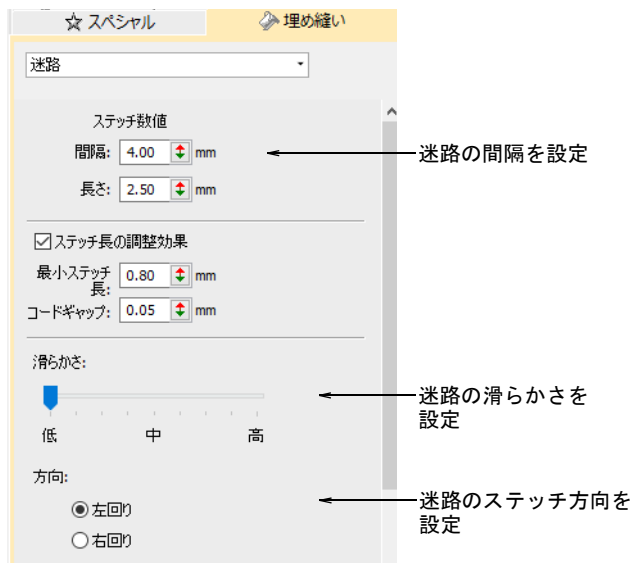 スペシャル
埋め縫い
迷路
ステッチ数値
間隔: 4.00 mm
迷路の間隔を設定
長さ: 2.50 mm
ステッチ長の調整効果
最小ステッチ
長: 0.80 mm
コードギャップ: 0.05 mm
滑らかさ:
迷路の滑らかさを
設定
低 中 高
方向:
迷路のステッチ方向を
設定
左回り
右回り